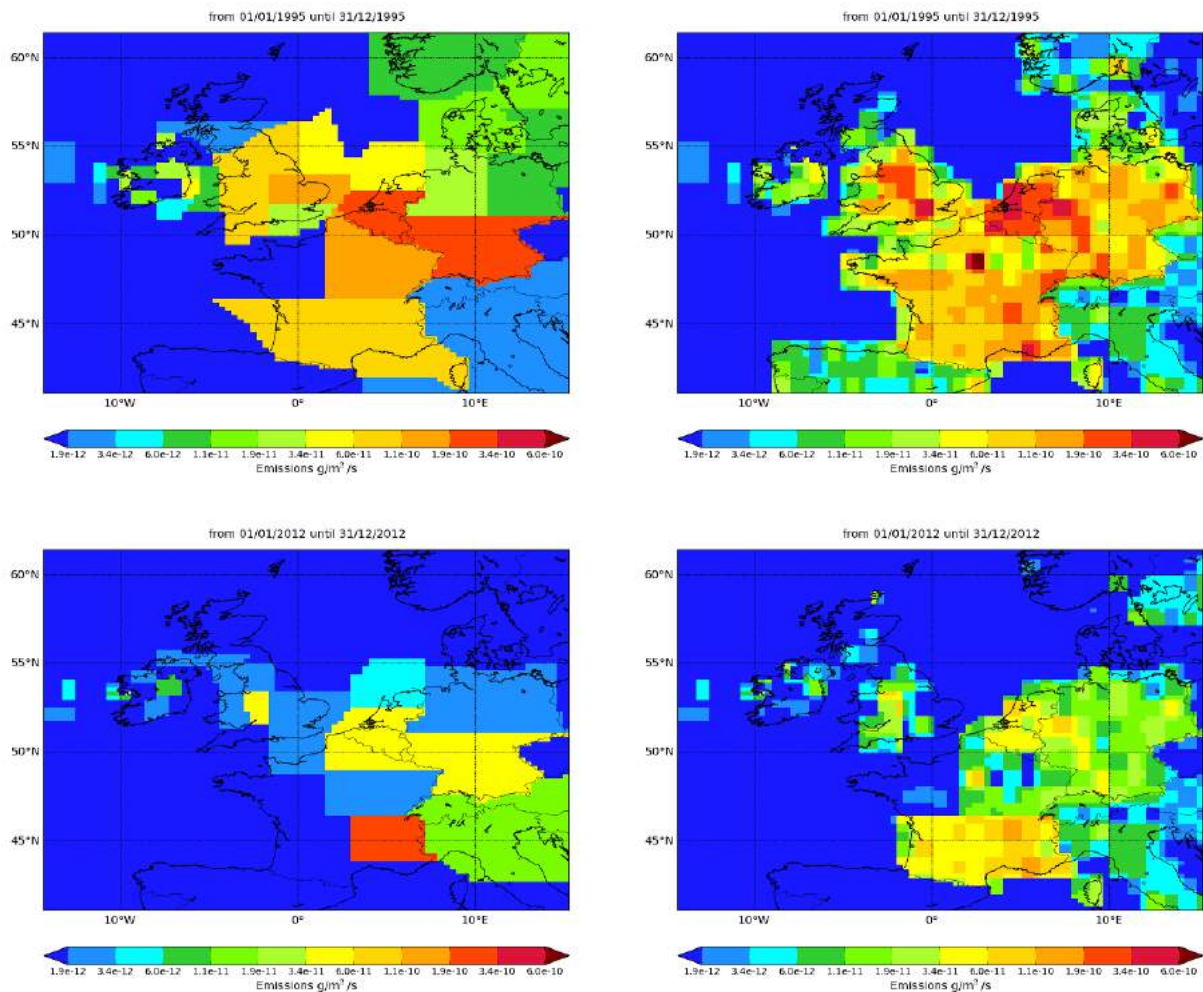 from 01/01/1995 until 31/12/1995
60°N
55°N
50°N
45°N
10°W 0° 10°E
1.9e-12 3.4e-12 6.0e-12 1.1e-11 1.9e-11 3.4e-11 6.0e-11 1.1e-10 1.9e-10 3.4e-10 6.0e-10
Emissions g/m²/s
from 01/01/1995 until 31/12/1995
60°N
55°N
50°N
45°N
10°W 0° 10°E
1.9e-12 3.4e-12 6.0e-12 1.1e-11 1.9e-11 3.4e-11 6.0e-11 1.1e-10 1.9e-10 3.4e-10 6.0e-10
Emissions g/m²/s
from 01/01/2012 until 31/12/2012
60°N
55°N
50°N
45°N
10°W 0° 10°E
1.9e-12 3.4e-12 6.0e-12 1.1e-11 1.9e-11 3.4e-11 6.0e-11 1.1e-10 1.9e-10 3.4e-10 6.0e-10
Emissions g/m²/s
from 01/01/2012 until 31/12/2012
60°N
55°N
50°N
45°N
10°W 0° 10°E
1.9e-12 3.4e-12 6.0e-12 1.1e-11 1.9e-11 3.4e-11 6.0e-11 1.1e-10 1.9e-10 3.4e-10 6.0e-10
Emissions g/m²/s